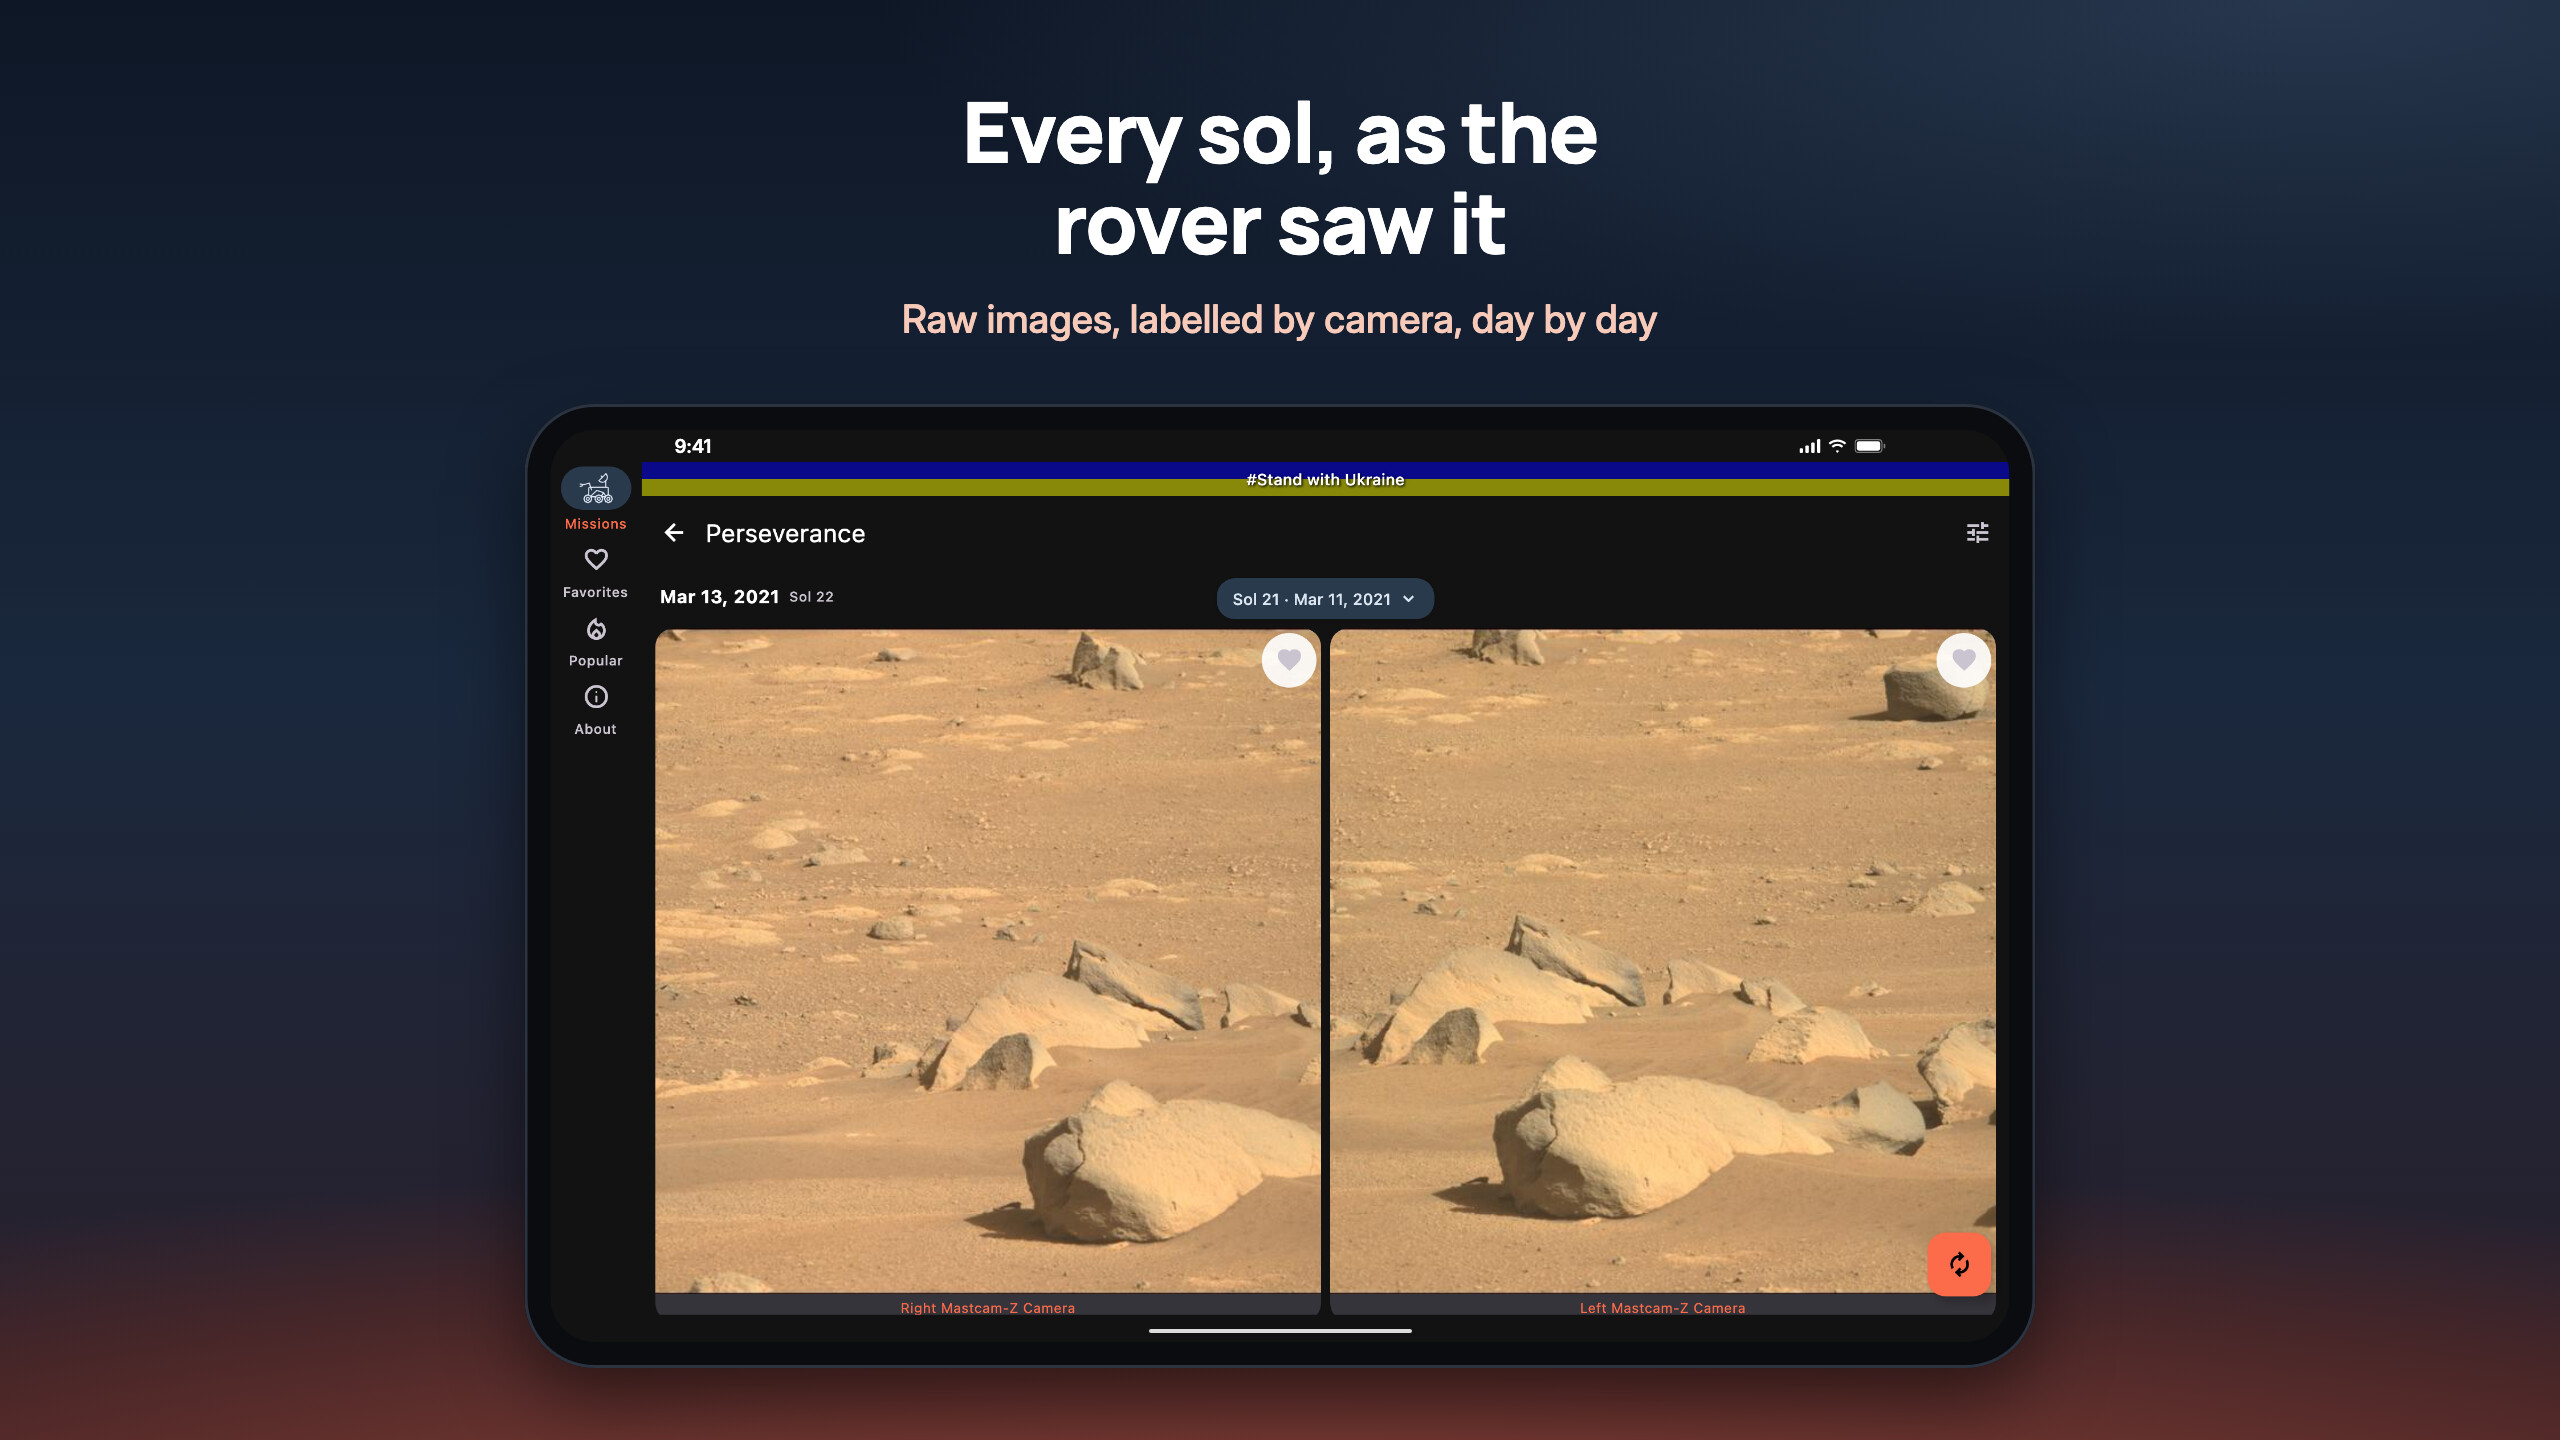 Every sol, as the
rover saw it
Raw images, labelled by camera, day by day
9:41
#Stand with Ukraine
Missions
Favorites
Popular
About
Perseverance
Mar 13, 2021 Sol 22
Sol 21 · Mar 11, 2021
Right Mastcam-Z Camera
Left Mastcam-Z Camera